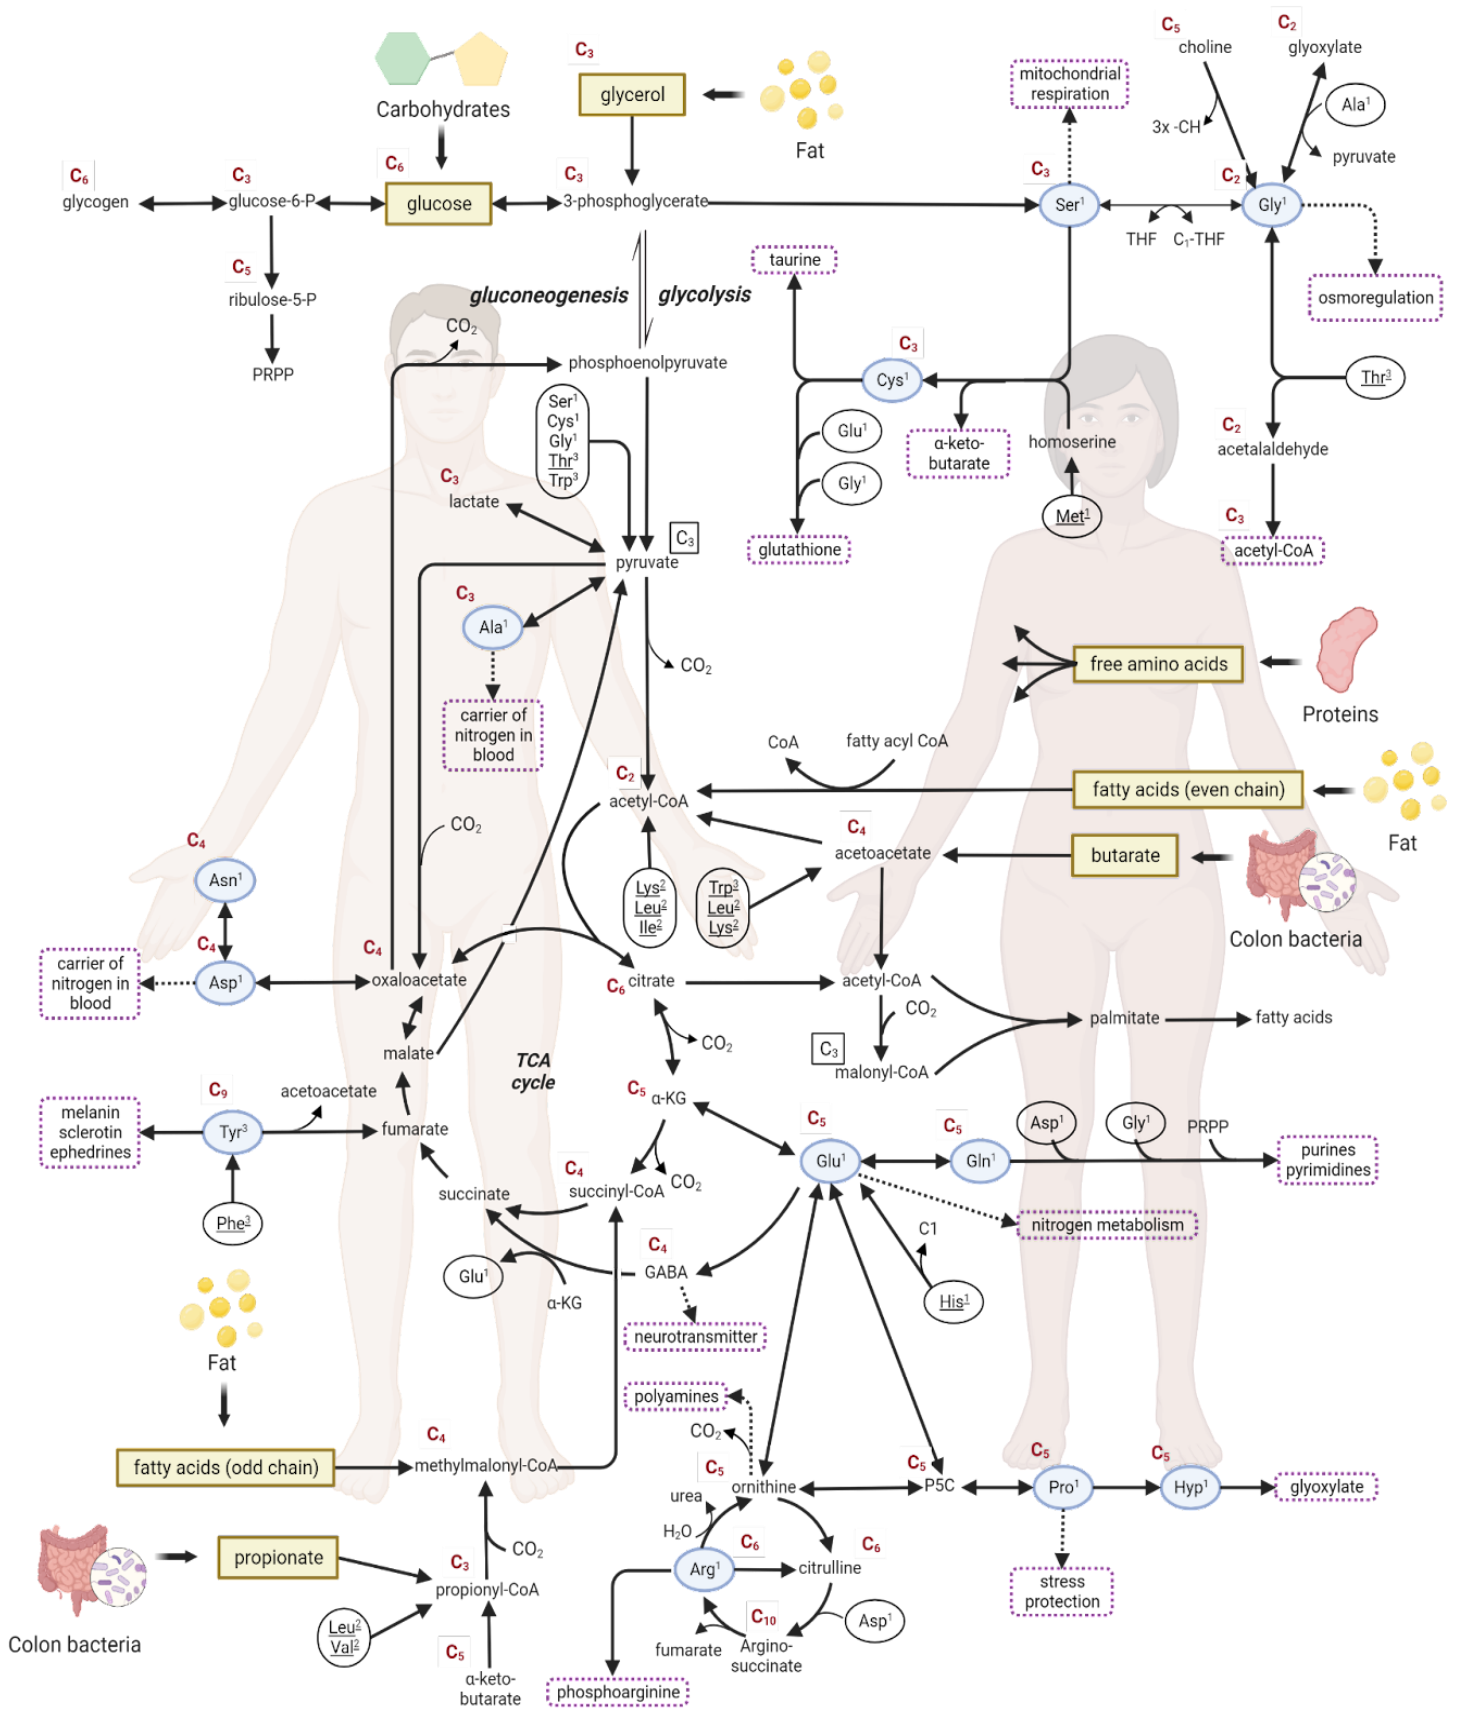 C5
choline
C2
glyoxylate
C3
glycerol
Carbohydrates
Fat
mitochondrial
respiration
3x -CH
Ala1
pyruvate
C6
glycogen
C3
glucose-6-P
C6
glucose
C3
3-phosphoglycerate
C3
Ser1
C2
Gly1
THF
C1-THF
C5
ribulose-5-P
PRPP
gluconeogenesis
glycolysis
taurine
osmoregulation
CO2
phosphoenolpyruvate
C3
Cys1
Thr3
Ser1
Cys1
Gly1
Thr3
Trp3
Glu1
Gly1
α-keto-
butarate
homoserine
C2
acetalaldehyde
C3
lactate
Met1
C3
acetyl-CoA
C3
pyruvate
glutathione
C3
Ala1
CO2
free amino acids
Proteins
carrier of
nitrogen in
blood
CoA
fatty acyl CoA
C2
acetyl-CoA
fatty acids (even chain)
Fat
CO2
C4
acetoacetate
butarate
C4
Asn1
Lys2
Leu2
Ile2
Trp3
Leu2
Lys2
Colon bacteria
carrier of
nitrogen in
blood
C4
Asp1
C4
oxaloacetate
C6
citrate
acetyl-CoA
CO2
palmitate
fatty acids
malate
TCA
cycle
CO2
C3
malonyl-CoA
melanin
sclerotin
ephedrines
C9
Tyr3
acetoacetate
fumarate
C5
α-KG
C5
Glu1
C5
Gln1
Asp1
Gly1
PRPP
purines
pyrimidines
Phe3
succinate
C4
succinyl-CoA
CO2
nitrogen metabolism
C1
C4
GABA
Glu1
α-KG
His1
neurotransmitter
Fat
polyamines
CO2
fatty acids (odd chain)
C4
methylmalonyl-CoA
C5
ornithine
C5
P5C
C5
Pro1
C5
Hyp1
glyoxylate
urea
H2O
Colon bacteria
propionate
CO2
C3
propionyl-CoA
Arg1
C6
C6
citrulline
stress
protection
Leu2
Val2
C5
α-keto-
butarate
C10
Argino-
succinate
fumarate
Asp1
phosphoarginine